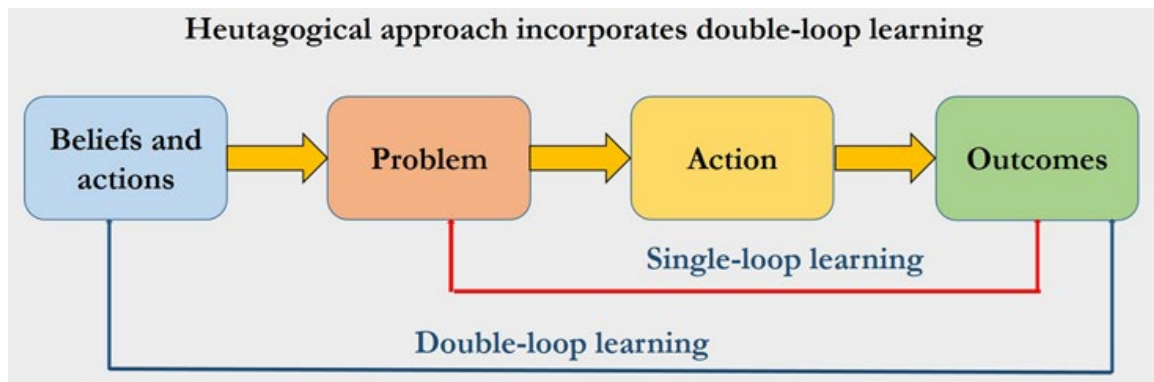 Heutagogical approach incorporates double-loop learning
Beliefs and
actions
Problem
Action
Outcomes
Single-loop learning
Double-loop learning